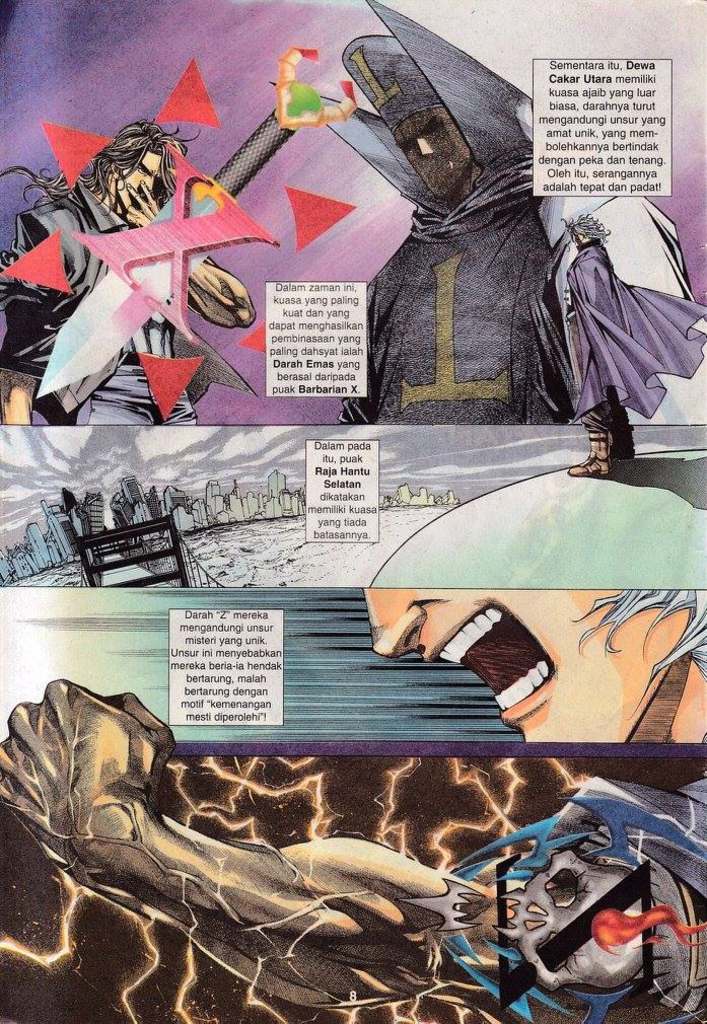 Sementara itu, Dewa
Cakar Utara memiliki
kuasa ajaib yang luar
biasa, darahnya turut
mengandungi unsur yang
amat unik, yang mem-
bolehkannya bertindak
dengan peka dan tenang.
Oleh itu, serangannya
adalah tepat dan padat!
L
X
L
Dalam zaman ini,
kuasa yang paling
kuat dan yang
dapat menghasilkan
pembinasaan yang
paling dahsyat ialah
Darah Emas yang
berasal daripada
puak Barbarian X.
Dalam pada
itu, puak
Raja Hantu
Selatan
dikatakan
memiliki kuasa
yang tiada
batasannya.
Darah "Z" mereka
mengandungi unsur
misteri yang unik.
Unsur ini menyebabkan
mereka beria-ia hendak
bertarung, malah
bertarung dengan
motif "kemenangan
mesti diperolehi"!
Z
8